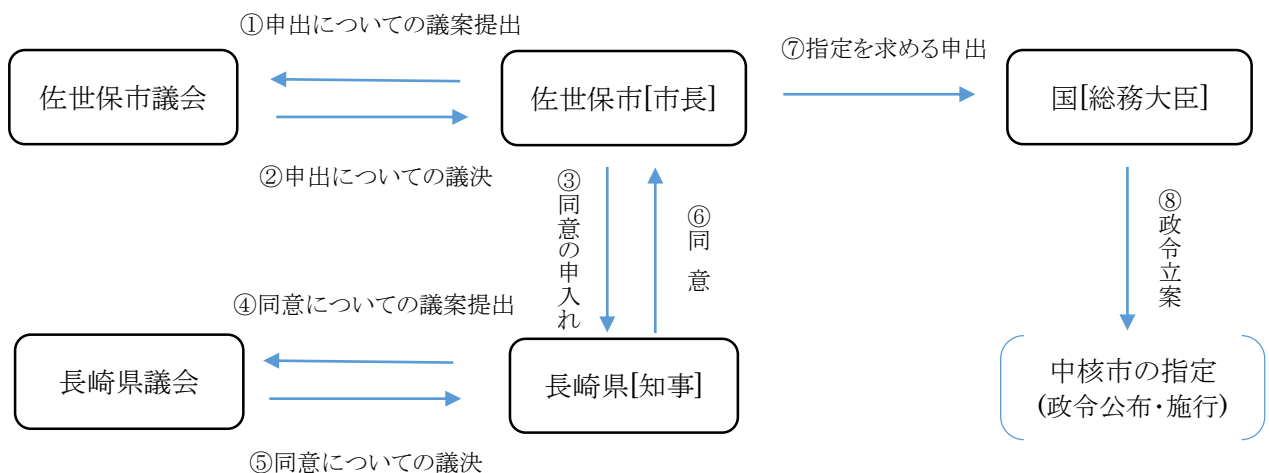 ①申出についての議案提出
佐世保市議会
佐世保市[市長]
②申出についての議決
⑦指定を求める申出
国[総務大臣]
③同意の申入れ
⑥同 意
⑧政令立案
④同意についての議案提出
長崎県議会
長崎県[知事]
⑤同意についての議決
中核市の指定
(政令公布・施行)